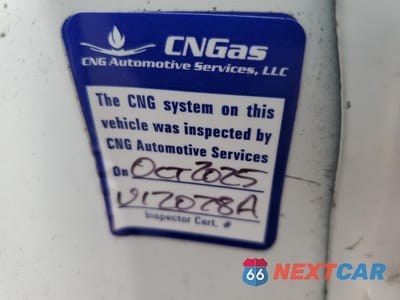 CNGas
CNG Automotive Services, LLC
The CNG system on this
vehicle was inspected by
CNG Automotive Services
On Oct 2025
V12028A
Inspector Cert. #
66 NEXTCAR